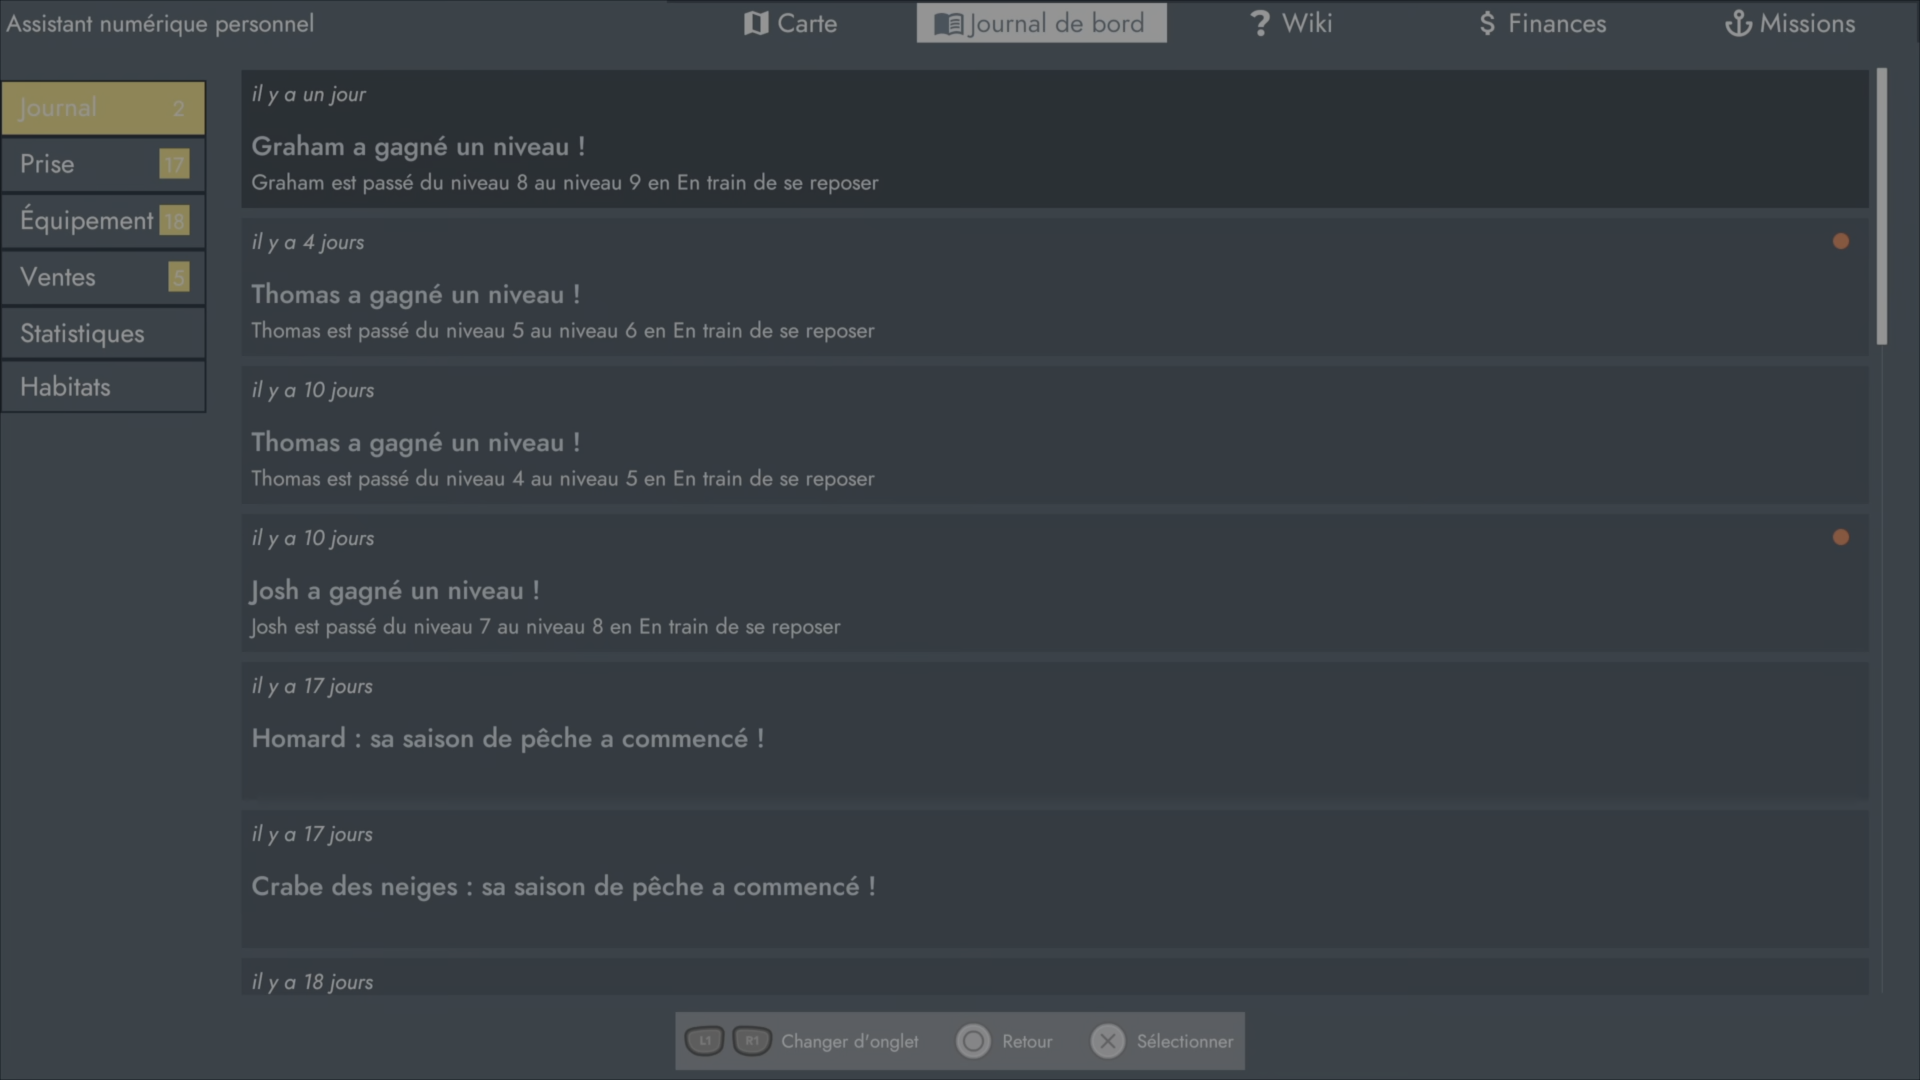 Assistant numérique personnel
Carte
Journal de bord
? Wiki
$ Finances
Missions
Journal 2
Prise 17
Équipement 18
Ventes 5
Statistiques
Habitats
il y a un jour
Graham a gagné un niveau !
Graham est passé du niveau 8 au niveau 9 en En train de se reposer
il y a 4 jours
Thomas a gagné un niveau !
Thomas est passé du niveau 5 au niveau 6 en En train de se reposer
il y a 10 jours
Thomas a gagné un niveau !
Thomas est passé du niveau 4 au niveau 5 en En train de se reposer
il y a 10 jours
Josh a gagné un niveau !
Josh est passé du niveau 7 au niveau 8 en En train de se reposer
il y a 17 jours
Homard : sa saison de pêche a commencé !
il y a 17 jours
Crabe des neiges : sa saison de pêche a commencé !
il y a 18 jours
L1 R1 Changer d'onglet
Retour
Sélectionner